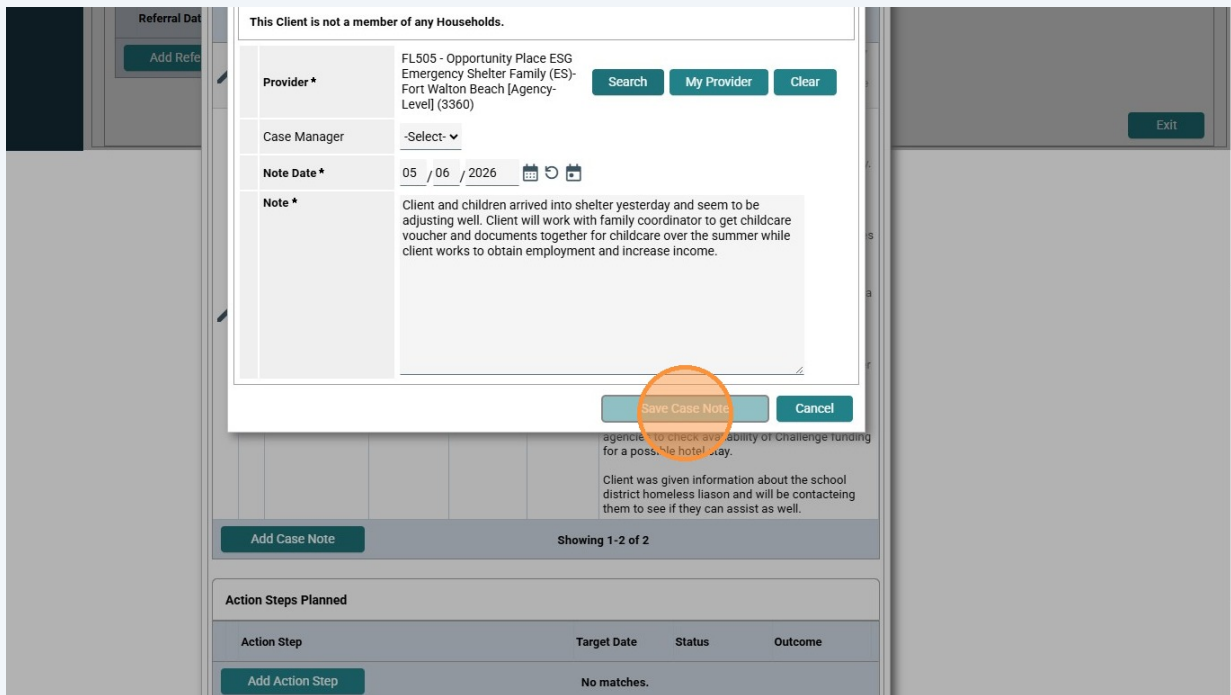 Referral Dat
This Client is not a member of any Households.
Add Refe
Provider *
FL505 - Opportunity Place ESG
Emergency Shelter Family (ES)-
Fort Walton Beach [Agency-
Level] (3360)
Search
My Provider
Clear
Exit
Case Manager
-Select-
Note Date *
05 / 06 / 2026
Note *
Client and children arrived into shelter yesterday and seem to be
adjusting well. Client will work with family coordinator to get childcare
voucher and documents together for childcare over the summer while
client works to obtain employment and increase income.
Save Case Note
Cancel
agencies to check availability of Challenge funding
for a possible hotel stay.
Client was given information about the school
district homeless liason and will be contacteing
them to see if they can assist as well.
Add Case Note
Showing 1-2 of 2
Action Steps Planned
Action Step
Target Date
Status
Outcome
Add Action Step
No matches.